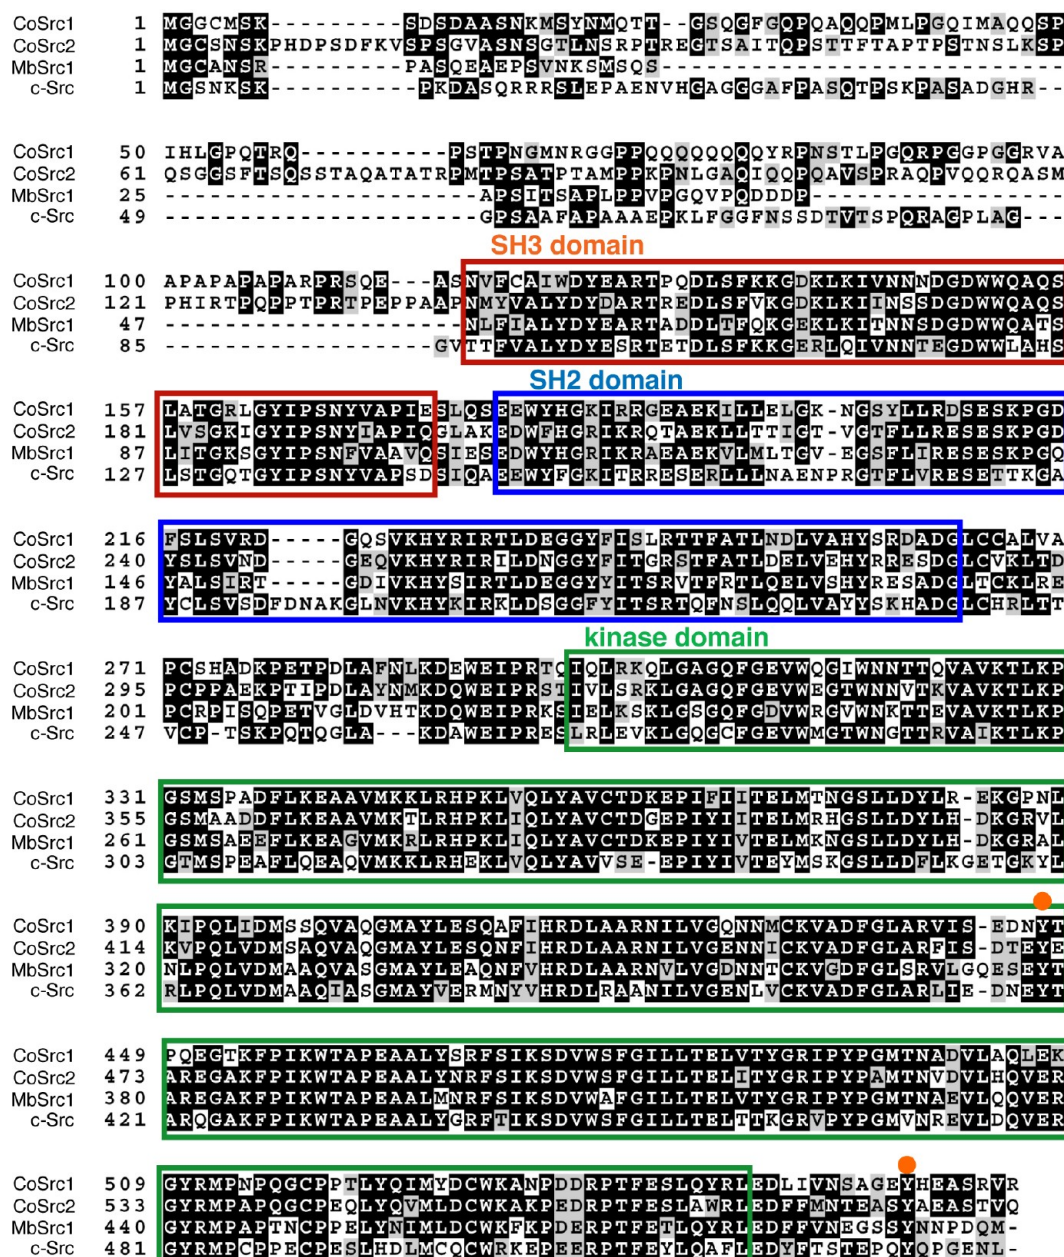 CoSrc1 1 MGGCMSK---------SDSDAASNKMSYNMQTT--GSQGFGQPQAQQPMLPGQIMAQQSP
CoSrc2 1 MGCSNSKPHDPSDFKVSPSGVASNSGTLNSRPTREGTSAITQPSTTFTAPTPSTNSLKSP
MbSrc1 1 MGCANSR---------PASQEAEPSVNKSMSQS---------------------------
c-Src 1 MGSNKSK----------PKDASQRRRSLEPAENVHGAGGGAFPASQTPSKPASADGHR--
CoSrc1 50 IHLGPQTRQ----------PSTPNGMNRGGPPQQQQQQQQYRPNSTLPGQRPGGPGGRVA
CoSrc2 61 QSGGSFTSQSSTAQATATRPMTPSATPTAMPPKPNLGAQIQQPQAVSPRAQPVQQRQASM
MbSrc1 25 ---------------------APSITSAPLPPVPGQVPQDDDP-----------------
c-Src 49 ---------------------GPSAAFAPAAAEPKLFGGFNSSDTVTSPQRAGPLAG---
SH3 domain
CoSrc1 100 APAPAPAPARPRSQE---ASNVFCAIWDYEARTPQDLSFKKGDKLKIVNNNDGDWWQAQS
CoSrc2 121 PHIRTPQPPTPRTPEPPAAPNMYVALYDYDARTREDLSFVKGDKLKIINSSDGDWWQAQS
MbSrc1 47 --------------------NLFIALYDYEARTADDLTFQKGEKLKITNNSDGDWWQATS
c-Src 85 ------------------GVTTFVALYDYESRTETDLSFKKGERLQIVNNTEGDWWLAHS
SH2 domain
CoSrc1 157 LATGRLGYIPSNYVAPIESLQSEEWYHGKIRRGEAEKILLELGK-NGSYLLRDSESKPGD
CoSrc2 181 LVSGKIGYIPSNYIAPIQGLAKEDWFHGRIKRQTAEKLLTTIGT-VGTFLLRESESKPGD
MbSrc1 87 LITGKSGYIPSNFVAAVQSIESEDWYHGRIKRAEAEKVLMLTGV-EGSFLIRESESKPGQ
c-Src 127 LSTGQTGYIPSNYVAPSDSIQAEEWYFGKITRRESERLLLNAENPRGTFLVRESETTKGA
CoSrc1 216 FSLSVRD-----GQSVKHYRIRTLDEGGYFISLRTTFATLNDLVAHYSRDADGLCCALVA
CoSrc2 240 YSLSVND-----GEQVKHYRIRILDNGGYFITGRSTFATLDELVEHYRRESDGLCVKLTD
MbSrc1 146 YALSIRT-----GDIVKHYSIRTLDEGGYYITSRVTFRTLQELVSHYRESADGLTCKLRE
c-Src 187 YCLSVSDFDNAKGLNVKHYKIRKLDSGGFYITSRTQFNSLQQLVAYYSKHADGLCHRLTT
kinase domain
CoSrc1 271 PCSHADKPETPDLAFNLKDEWEIPRTQIQLRKQLGAGQFGEVWQGIWNNTTQVAVKTLKP
CoSrc2 295 PCPPAEKPTIPDLAYNMKDQWEIPRSTIVLSRKLGAGQFGEVWEGTWNNVTKVAVKTLKP
MbSrc1 201 PCRPISQPETVGLDVHTKDQWEIPRKSIELKSKLGSGQFGDVWRGVWNKTTEVAVKTLKP
c-Src 247 VCP-TSKPQTQGLA---KDAWEIPRESLRLEVKLGQGCFGEVWMGTWNGTTRVAIKTLKP
CoSrc1 331 GSMSPADFLKEAAVMKKLRHPKLVQLYAVCTDKEPIFIITELMTNGSLLDYLR-EKGPNL
CoSrc2 355 GSMAADDFLKEAAVMKTLRHPKLIQLYAVCTDGEPIYIITELMRHGSLLDYLH-DKGRVL
MbSrc1 261 GSMSAEEFLKEAGVMKRLRHPKLIQLYAVCTDKEPIYIVTELMKNGSLLDYLH-DKGRAL
c-Src 303 GTMSPEAFLQEAQVMKKLRHEKLVQLYAVVSE-EPIYIVTEYMSKGSLLDFLKGETGKYL
CoSrc1 390 KIPQLIDMSSQVAQGMAYLESQAFIHRDLAARNILVGQNNMCKVADFGLARVIS-EDNYT
CoSrc2 414 KVPQLVDMSAQVAQGMAYLESQNFIHRDLAARNILVGENNICKVADFGLARFIS-DTEYE
MbSrc1 320 NLPQLVDMAAQVASGMAYLEAQNFVHRDLAARNVLVGDNNTCKVGDFGLSRVLGQESEYT
c-Src 362 RLPQLVDMAAQIASGMAYVERMNYVHRDLRAANILVGENLVCKVADFGLARLIE-DNEYT
CoSrc1 449 PQEGTKFPIKWTAPEAALYSRFSIKSDVWSFGILLTELVTYGRIPYPGMTNADVLAQLEK
CoSrc2 473 AREGAKFPIKWTAPEAALYNRFSIKSDVWSFGILLTELITYGRIPYPAMTNVDVLHQVER
MbSrc1 380 AREGAKFPIKWTAPEAALMNRFSIKSDVWAFGILLTELVTYGRIPYPGMTNAEVLQQVER
c-Src 421 ARQGAKFPIKWTAPEAALYGRFTIKSDVWSFGILLTELTTKGRVPYPGMVNREVLDQVER
CoSrc1 509 GYRMPNPQGCPPTLYQIMYDCWKANPDDRPTFESLQYRLEDLIVNSAGEYHEASRVR
CoSrc2 533 GYRMPAPQGCPEQLYQVMLDCWKAKPDERPTFESLAWRLEDFFMNTEASYAEASTVQ
MbSrc1 440 GYRMPAPTNCPPELYNIMLDCWKFKPDERPTFETLQYRLEDFFVNEGSSYNNPDQM-
c-Src 481 GYRMPCPPECPESLHDLMCQCWRKEPEERPTFEYLQAFLEDYFTSTEPQYQPGENL-